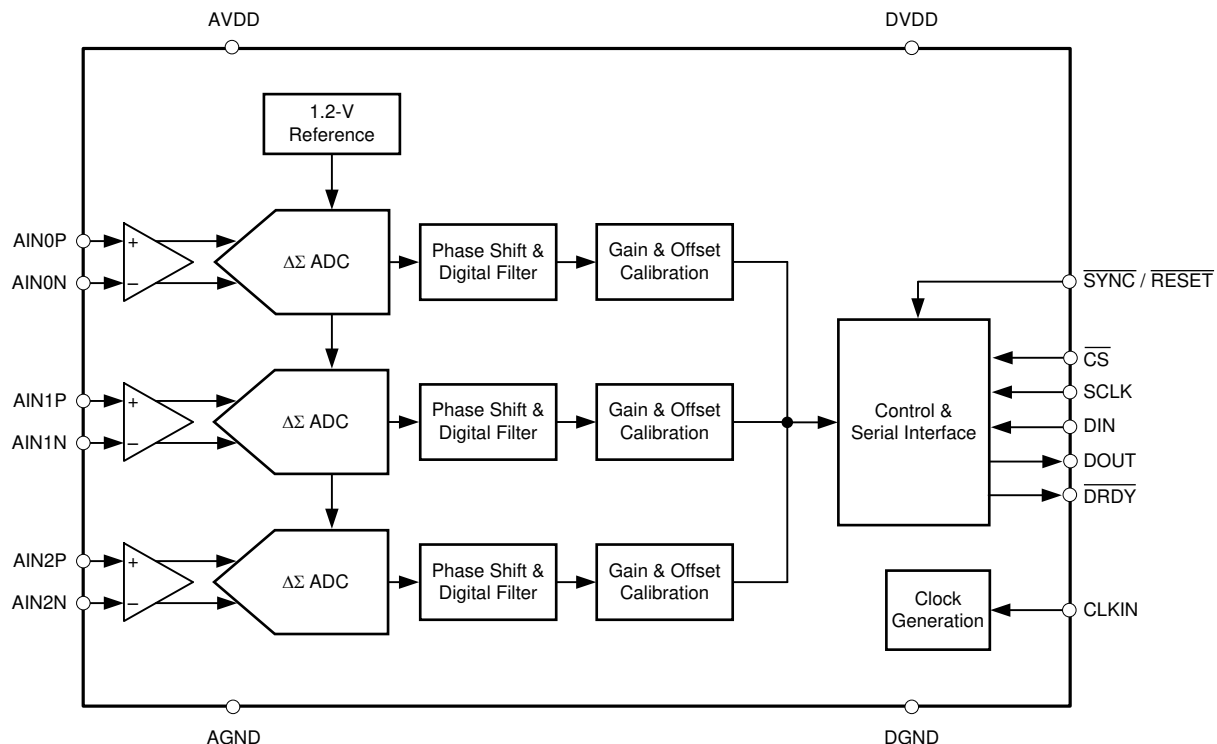 AVDD
DVDD
1.2-V
Reference
AIN0P
+
AIN0N
−
ΔΣ ADC
Phase Shift &
Digital Filter
Gain & Offset
Calibration
SYNC / RESET
AIN1P
+
AIN1N
−
ΔΣ ADC
Phase Shift &
Digital Filter
Gain & Offset
Calibration
Control &
Serial Interface
CS
SCLK
DIN
DOUT
DRDY
AIN2P
+
AIN2N
−
ΔΣ ADC
Phase Shift &
Digital Filter
Gain & Offset
Calibration
Clock
Generation
CLKIN
AGND
DGND